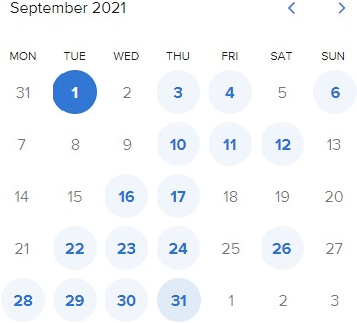 September 2021 < >
MON TUE WED THU FRI SAT SUN
31 1 2 3 4 5 6
7 8 9 10 11 12 13
14 15 16 17 18 19 20
21 22 23 24 25 26 27
28 29 30 31 1 2 3